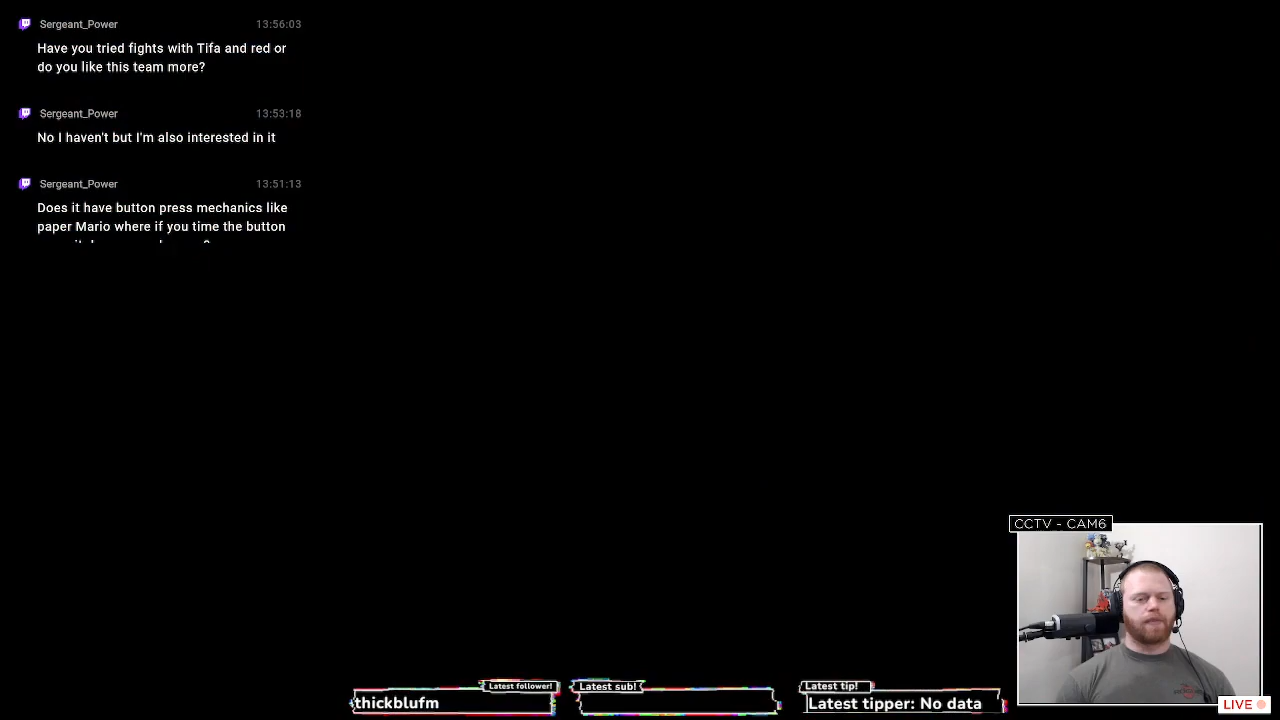 Sergeant_Power 13:56:03
Have you tried fights with Tifa and red or
do you like this team more?
Sergeant_Power 13:53:18
No I haven't but I'm also interested in it
Sergeant_Power 13:51:13
Does it have button press mechanics like
paper Mario where if you time the button
CCTV - CAM6
Latest follower!
thickblufm
Latest sub!
Latest tip!
Latest tipper: No data
LIVE